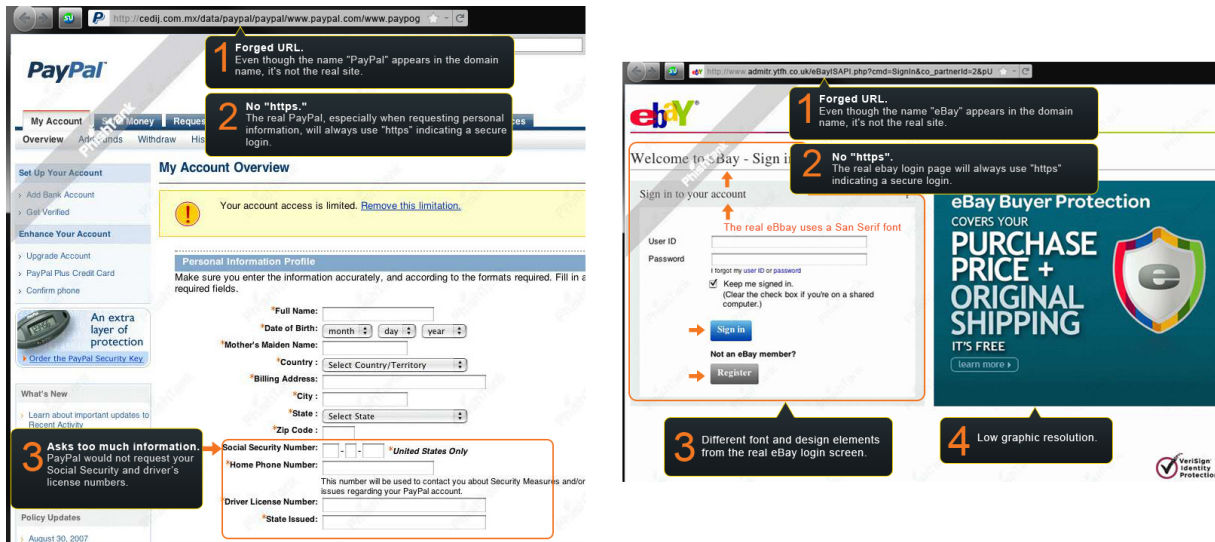 http://cedij.com.mx/data/paypal/paypal/www.paypal.com/www.paypog
1 Forged URL.
Even though the name "PayPal" appears in the domain
name, it's not the real site.
PayPal
2 No "https."
The real PayPal, especially when requesting personal
information, will always use "https" indicating a secure
login.
My Account Money Reques ces
Overview Withdraw His
PhishTank
My Account Overview
Set Up Your Account
Add Bank Account
Get Verified
Your account access is limited. Remove this limitation.
Enhance Your Account
Upgrade Account
PayPal Plus Credit Card
Confirm phone
Personal Information Profile
Make sure you enter the information accurately, and according to the formats required. Fill in a
required fields.
An extra
layer of
protection
Order the PayPal Security Key
*Full Name:
*Date of Birth: month day year
*Mother's Maiden Name:
*Country : Select Country/Territory
*Billing Address:
*City :
*State : Select State
*Zip Code :
What's New
Learn about important updates to
Recent Activity
3 Asks too much information.
PayPal would not request your
Social Security and driver's
license numbers.
Social Security Number: - - *United States Only
*Home Phone Number:
This number will be used to contact you about Security Measures and/or
issues regarding your PayPal account.
*Driver License Number:
*State Issued:
Policy Updates
August 30, 2007
http://www.admitr.ytfh.co.uk/eBayISAPI.php?cmd=SignIn&co_partnerId=2&pU
1 Forged URL.
Even though the name "eBay" appears in the domain
name, it's not the real site.
ebaY
2 No "https".
The real ebay login page will always use "https"
indicating a secure login.
Welcome to eBay - Sign i
Sign in to your account
The real eBbay uses a San Serif font
User ID
Password
I forgot my user ID or password
Keep me signed in.
(Clear the check box if you're on a shared
computer.)
Sign in
Not an eBay member?
Register
eBay Buyer Protection
COVERS YOUR
PURCHASE
PRICE +
ORIGINAL
SHIPPING
IT'S FREE
learn more
e
3 Different font and design elements
from the real eBay login screen.
4 Low graphic resolution.
VeriSign
Identity
Protection